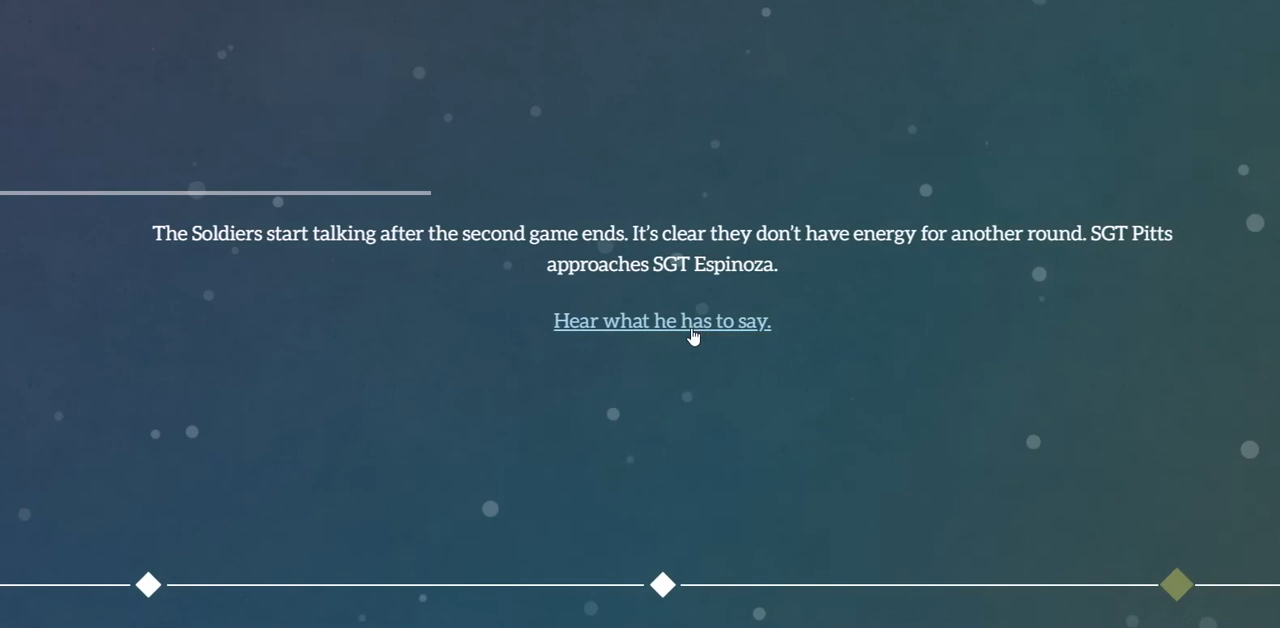 The Soldiers start talking after the second game ends. It’s clear they don’t have energy for another round. SGT Pitts
approaches SGT Espinoza.
Hear what he has to say.